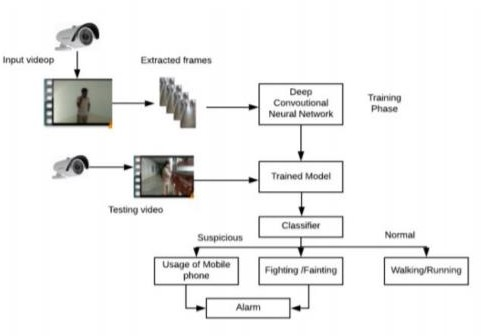 Input videop
Extracted frames
Deep
Convoutional
Neural Network
Training
Phase
Trained Model
Testing video
Classifier
Suspicious
Normal
Usage of Mobile
phone
Fighting /Fainting
Walking/Running
Alarm